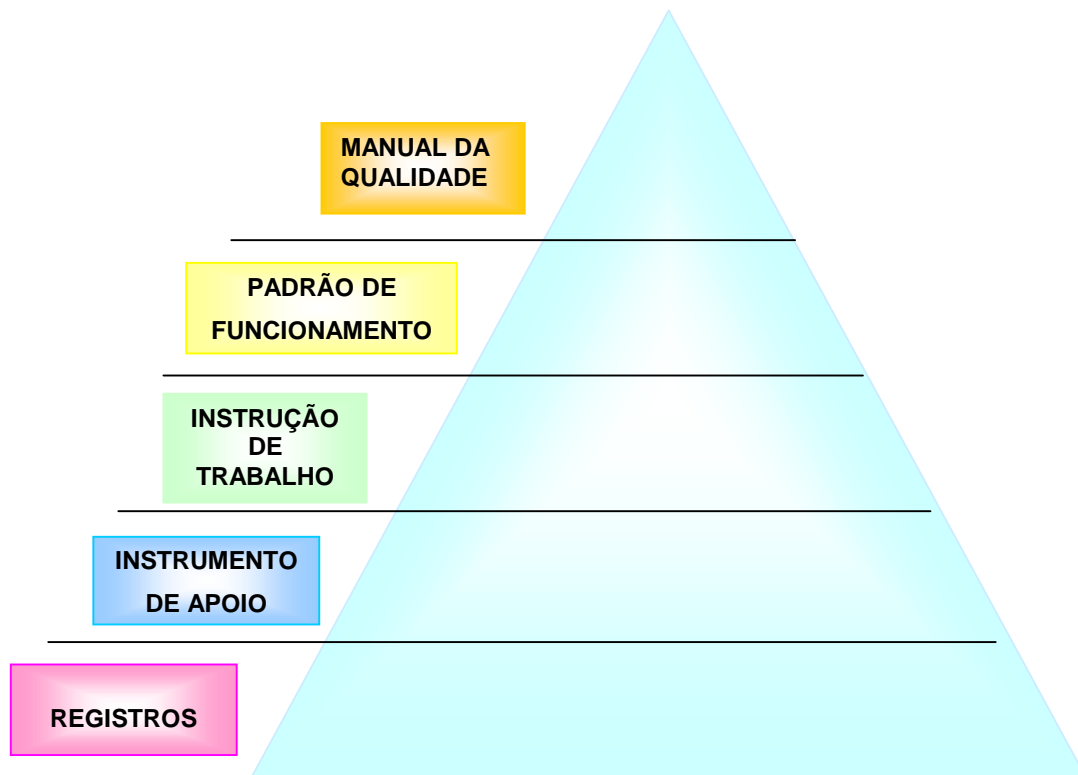 MANUAL DA
QUALIDADE
PADRÃO DE
FUNCIONAMENTO
INSTRUÇÃO
DE
TRABALHO
INSTRUMENTO
DE APOIO
REGISTROS